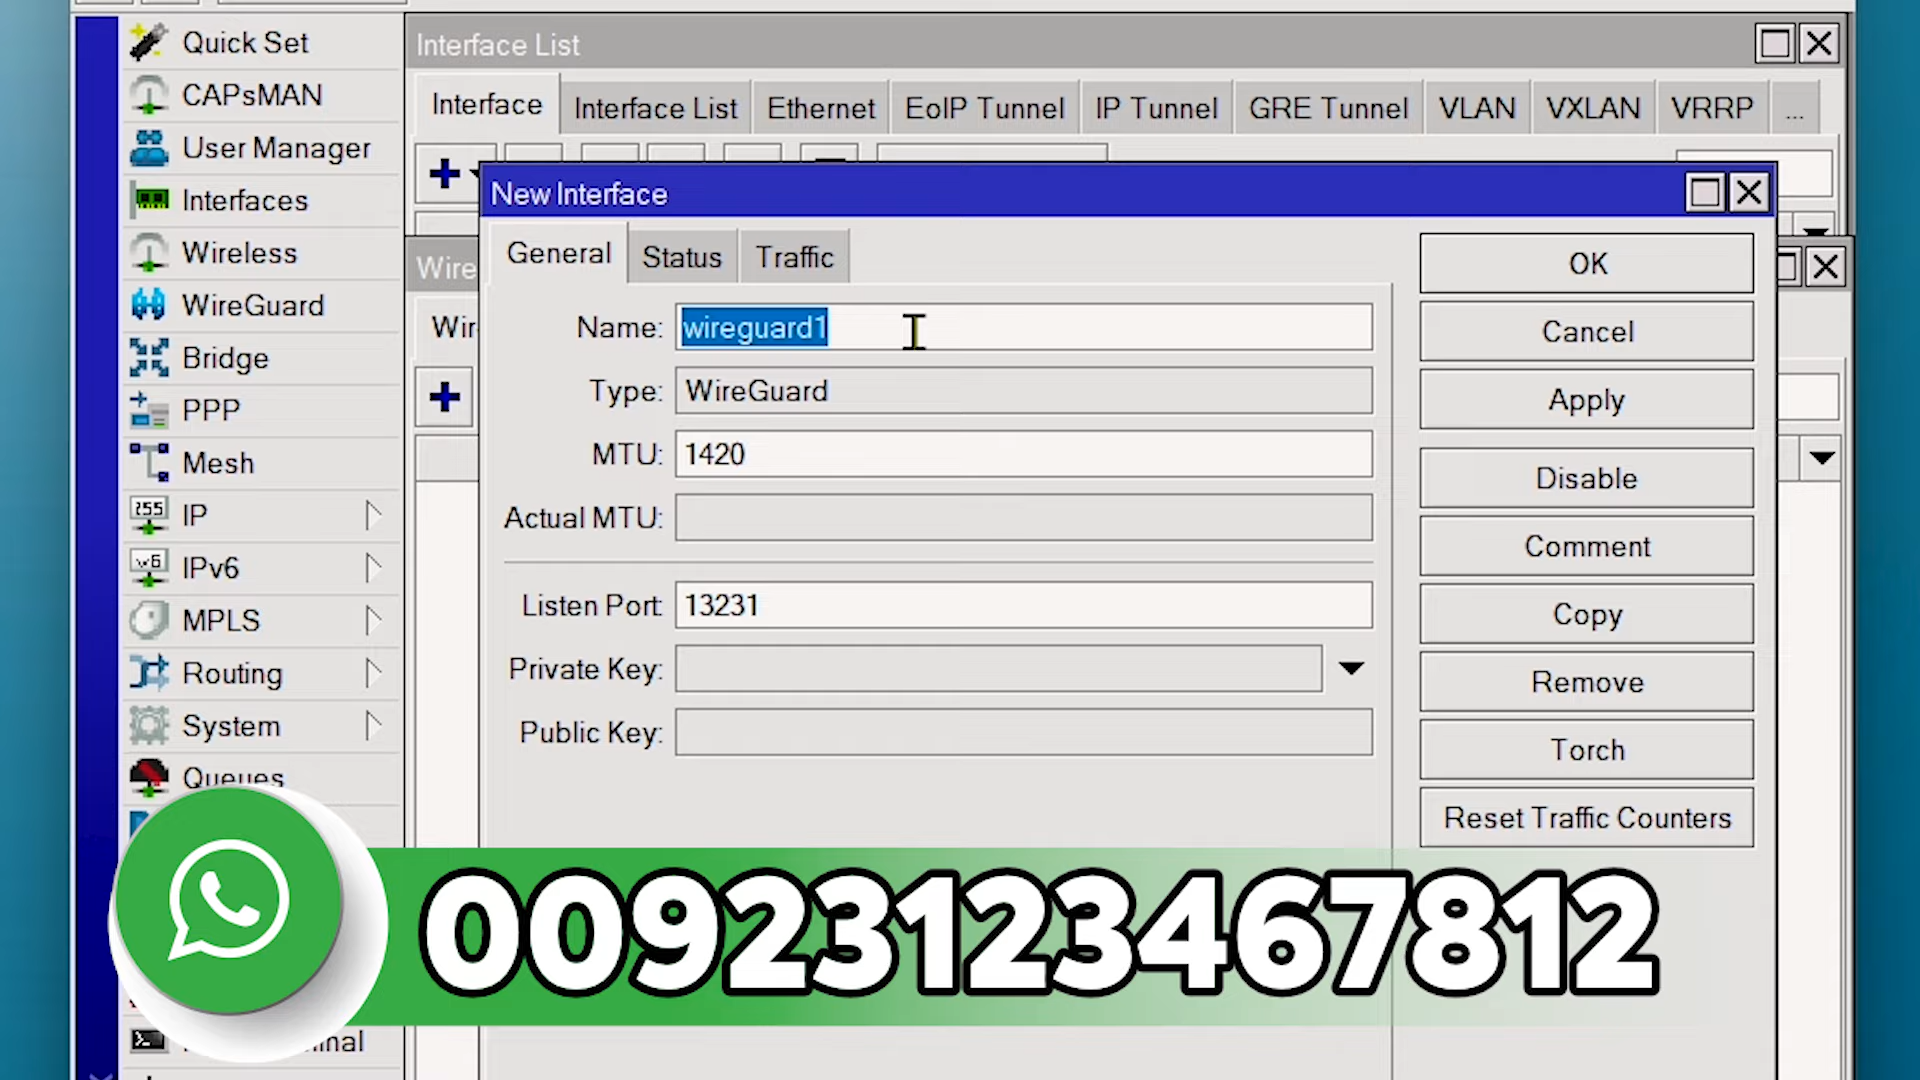 Quick Set
CAPsMAN
User Manager
Interfaces
Wireless
WireGuard
Bridge
PPP
Mesh
255
IP
v6
IPv6
MPLS
Routing
System
Queues
Interface List
Interface
Interface List
Ethernet
EoIP Tunnel
IP Tunnel
GRE Tunnel
VLAN
VXLAN
VRRP
...
New Interface
General
Status
Traffic
Name: wireguard1
Type: WireGuard
MTU: 1420
Actual MTU:
Listen Port: 13231
Private Key:
Public Key:
OK
Cancel
Apply
Disable
Comment
Copy
Remove
Torch
Reset Traffic Counters
00923123467812